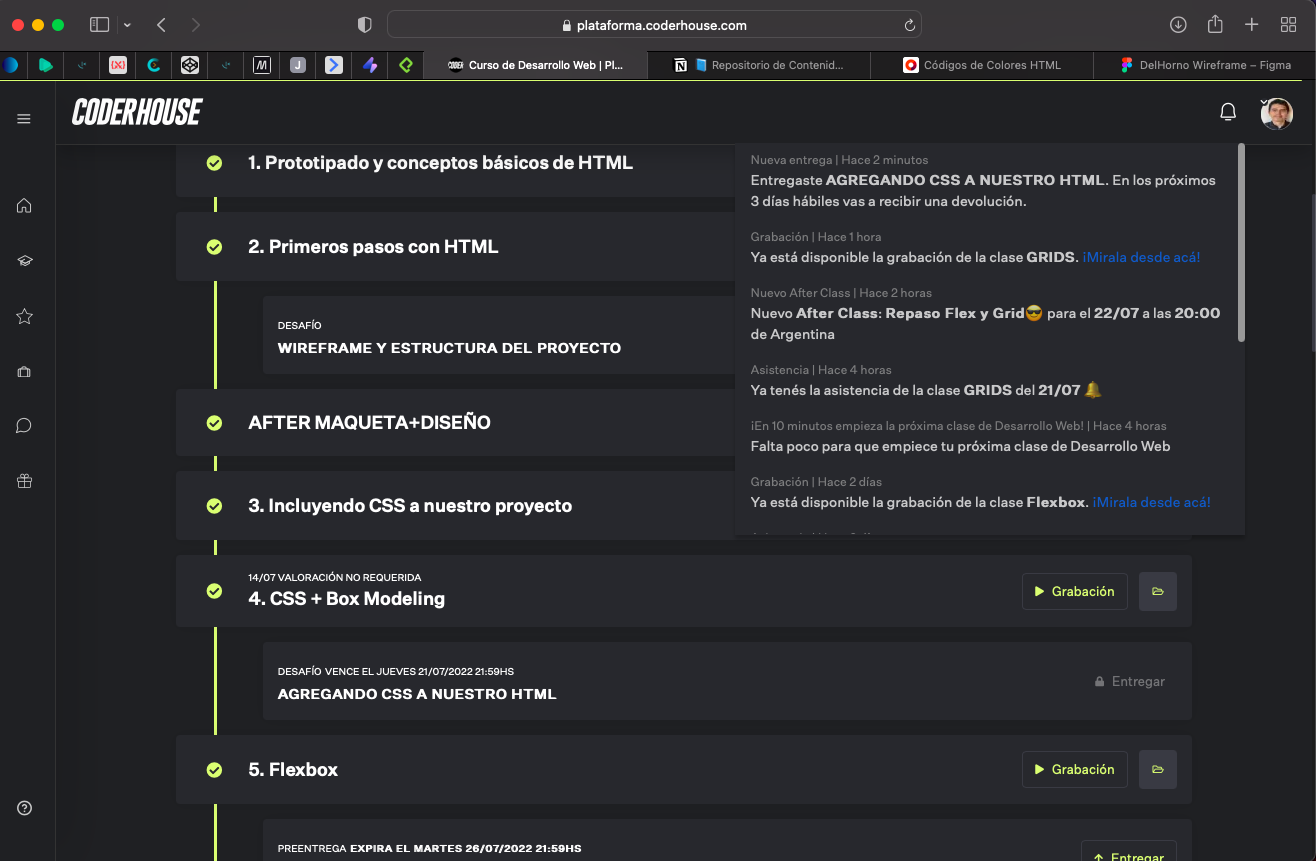 plataforma.coderhouse.com
Curso de Desarrollo Web | Pl...
Repositorio de Contenid...
Códigos de Colores HTML
DelHorno Wireframe – Figma
CODERHOUSE
1. Prototipado y conceptos básicos de HTML
2. Primeros pasos con HTML
DESAFÍO
WIREFRAME Y ESTRUCTURA DEL PROYECTO
AFTER MAQUETA+DISEÑO
3. Incluyendo CSS a nuestro proyecto
Nueva entrega | Hace 2 minutos
Entregaste AGREGANDO CSS A NUESTRO HTML. En los próximos
3 días hábiles vas a recibir una devolución.
Grabación | Hace 1 hora
Ya está disponible la grabación de la clase GRIDS. ¡Mirala desde acá!
Nuevo After Class | Hace 2 horas
Nuevo After Class: Repaso Flex y Grid😎 para el 22/07 a las 20:00
de Argentina
Asistencia | Hace 4 horas
Ya tenés la asistencia de la clase GRIDS del 21/07 🔔
¡En 10 minutos empieza la próxima clase de Desarrollo Web! | Hace 4 horas
Falta poco para que empiece tu próxima clase de Desarrollo Web
Grabación | Hace 2 días
Ya está disponible la grabación de la clase Flexbox. ¡Mirala desde acá!
14/07 VALORACIÓN NO REQUERIDA
4. CSS + Box Modeling
Grabación
DESAFÍO VENCE EL JUEVES 21/07/2022 21:59HS
AGREGANDO CSS A NUESTRO HTML
Entregar
5. Flexbox
Grabación
PREENTREGA EXPIRA EL MARTES 26/07/2022 21:59HS
Entregar